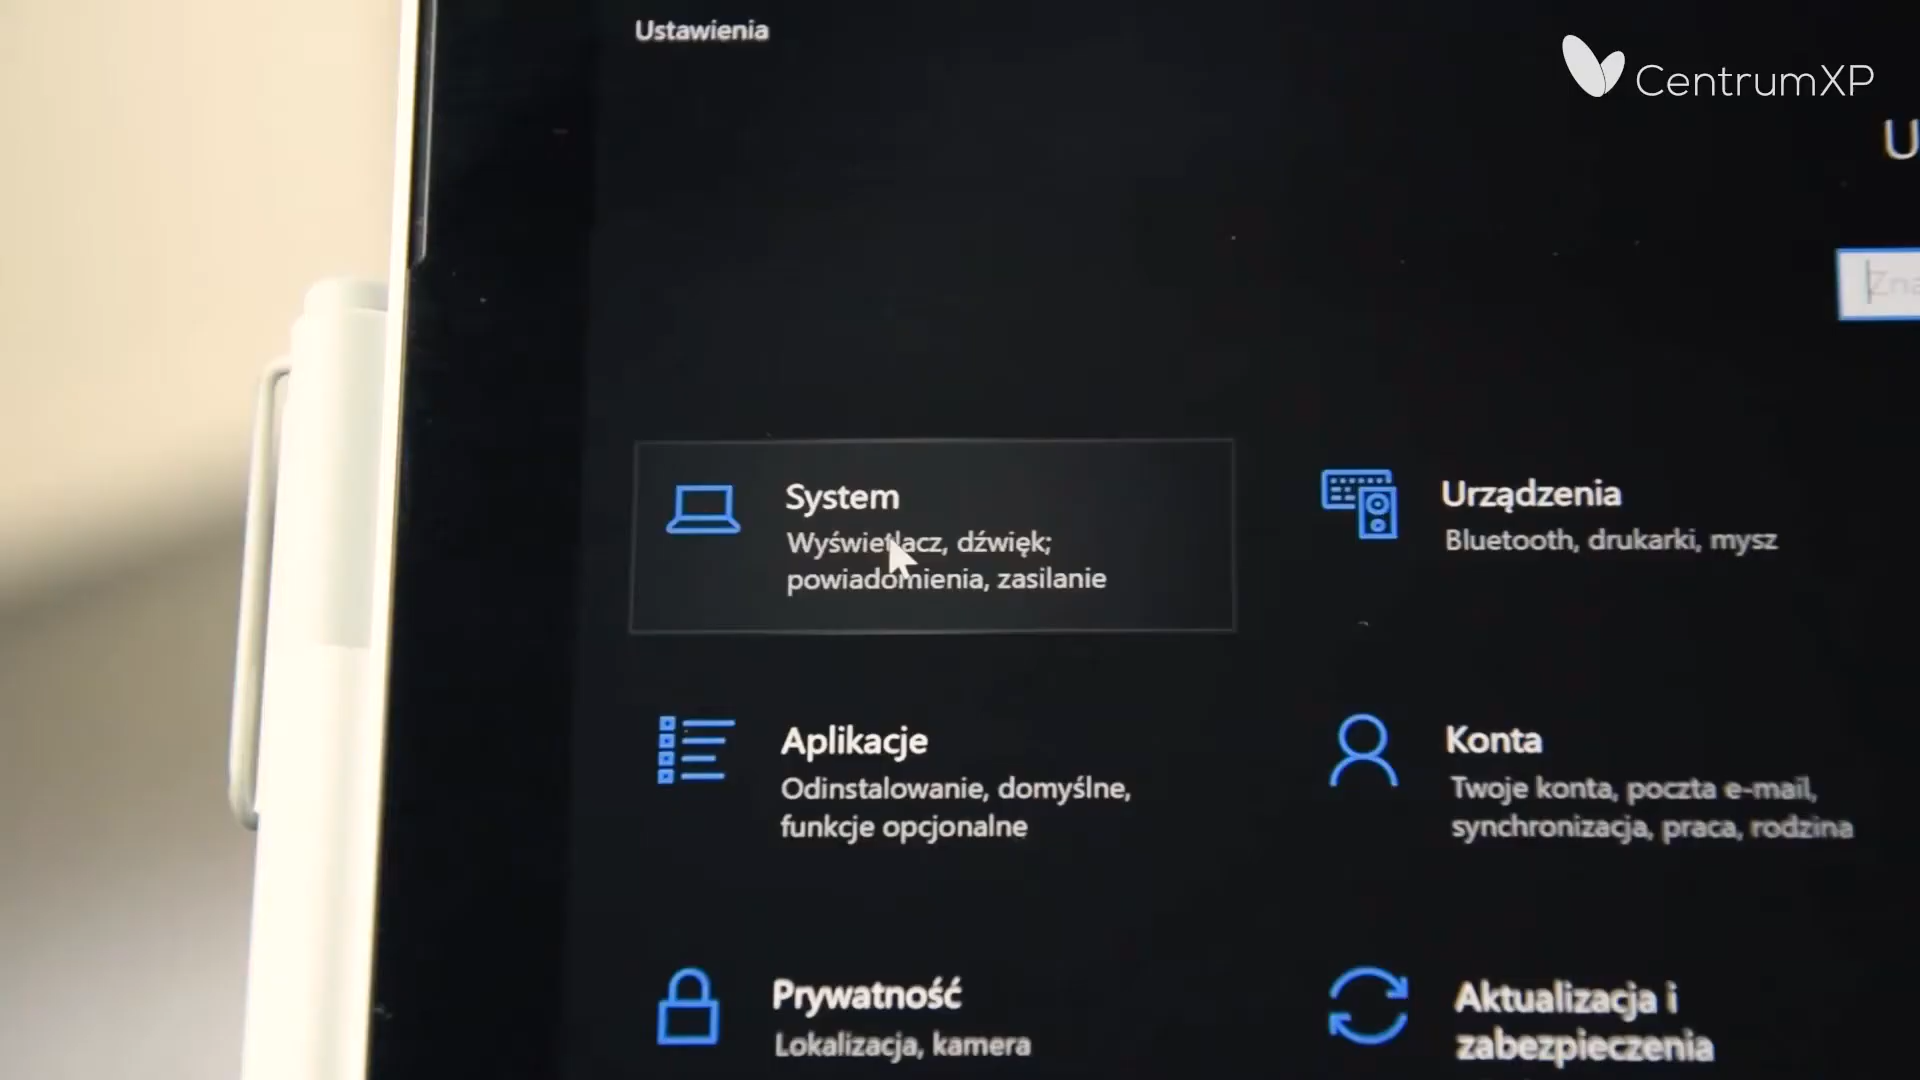 Ustawienia
CentrumXP
System
Wyświetlacz, dźwięk;
powiadomienia, zasilanie
Urządzenia
Bluetooth, drukarki, mysz
Aplikacje
Odinstalowanie, domyślne,
funkcje opcjonalne
Konta
Twoje konta, poczta e-mail,
synchronizacja, praca, rodzina
Prywatność
Lokalizacja, kamera
Aktualizacja i
zabezpieczenia